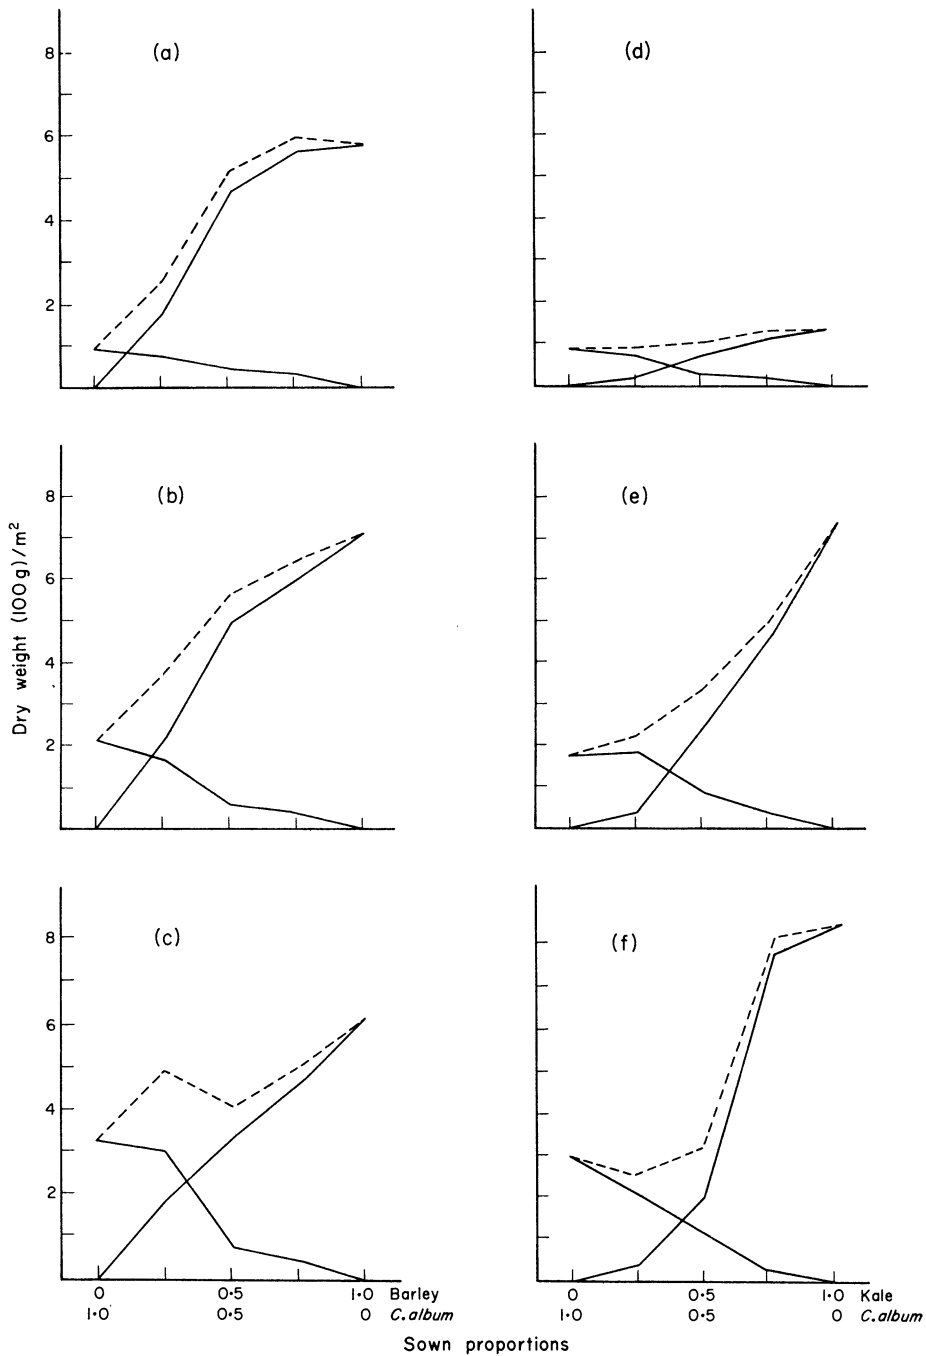 (a)
8
6
4
2
(d)
(b)
8
6
4
2
(e)
Dry weight (100g)/m²
(c)
8
6
4
2
(f)
0 0·5 1·0 Barley
1·0 0·5 0 C.album
0 0·5 1·0 Kale
1·0 0·5 0 C.album
Sown proportions